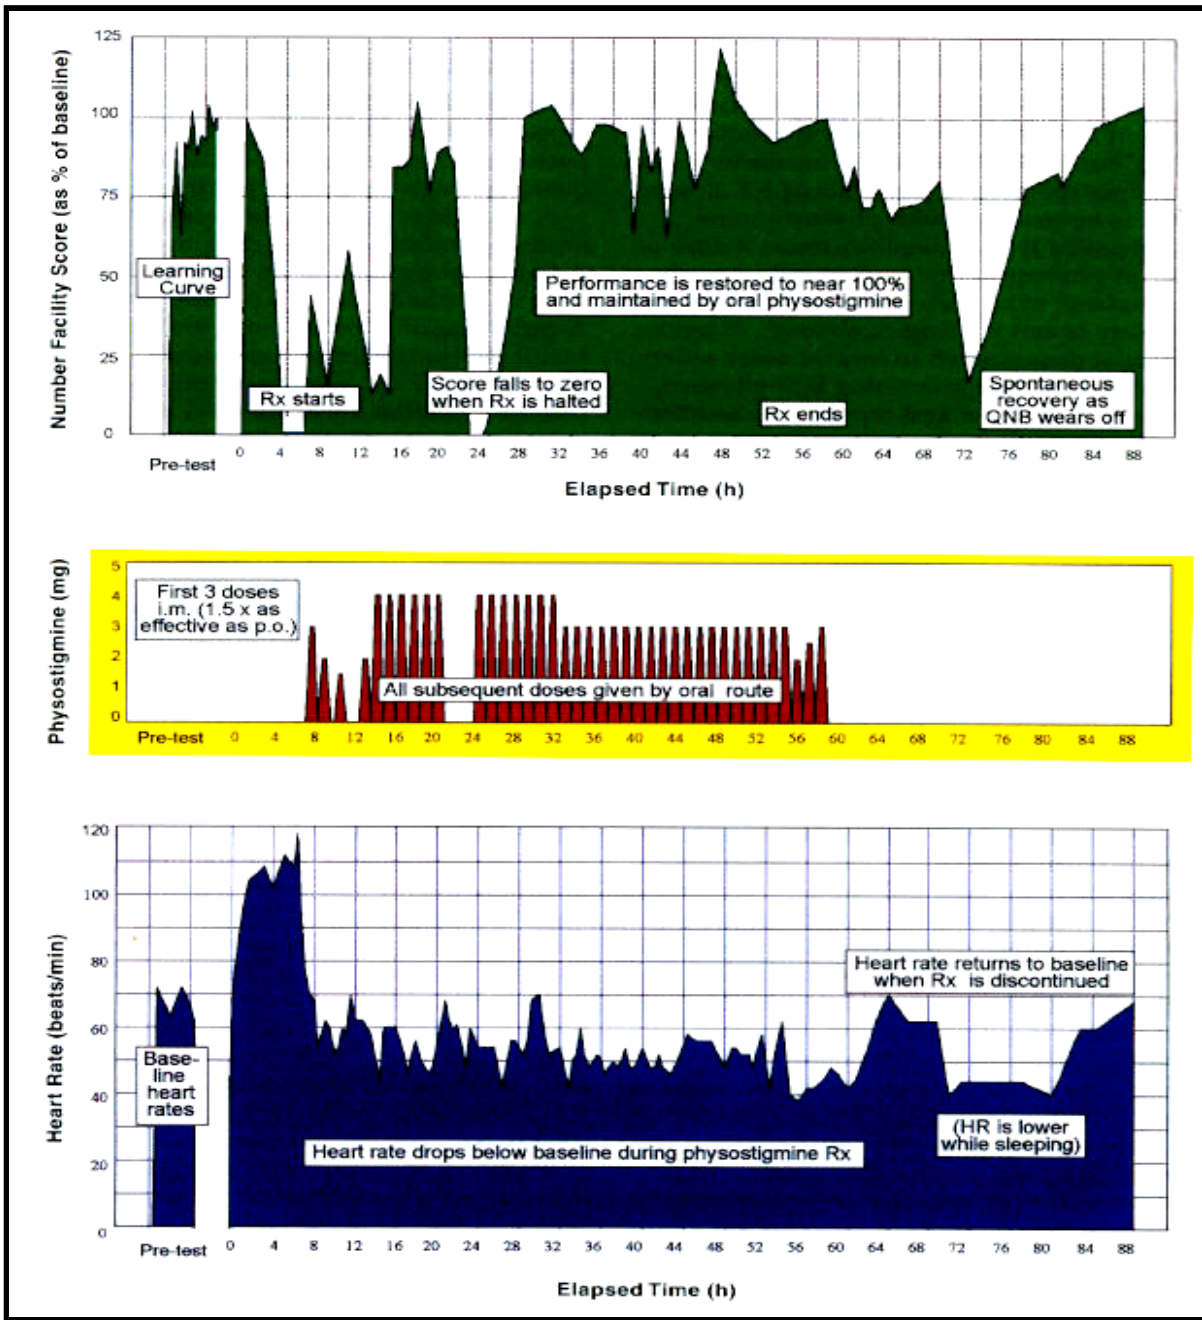 Number Facility Score (as % of baseline)
125
100
75
50
25
0
Learning
Curve
Rx starts
Score falls to zero
when Rx is halted
Performance is restored to near 100%
and maintained by oral physostigmine
Rx ends
Spontaneous
recovery as
QNB wears off
Pre-test 0 4 8 12 16 20 24 28 32 36 40 44 48 52 56 60 64 68 72 76 80 84 88
Elapsed Time (h)
Physostigmine (mg)
5
4
3
2
1
0
First 3 doses
i.m. (1.5 x as
effective as p.o.)
All subsequent doses given by oral route
Pre-test 0 4 8 12 16 20 24 28 32 36 40 44 48 52 56 60 64 68 72 76 80 84 88
Heart Rate (beats/min)
120
100
80
60
40
20
0
Base-
line
heart
rates
Heart rate drops below baseline during physostigmine Rx
Heart rate returns to baseline
when Rx is discontinued
(HR is lower
while sleeping)
Pre-test 0 4 8 12 16 20 24 28 32 36 40 44 48 52 56 60 64 68 72 76 80 84 88
Elapsed Time (h)